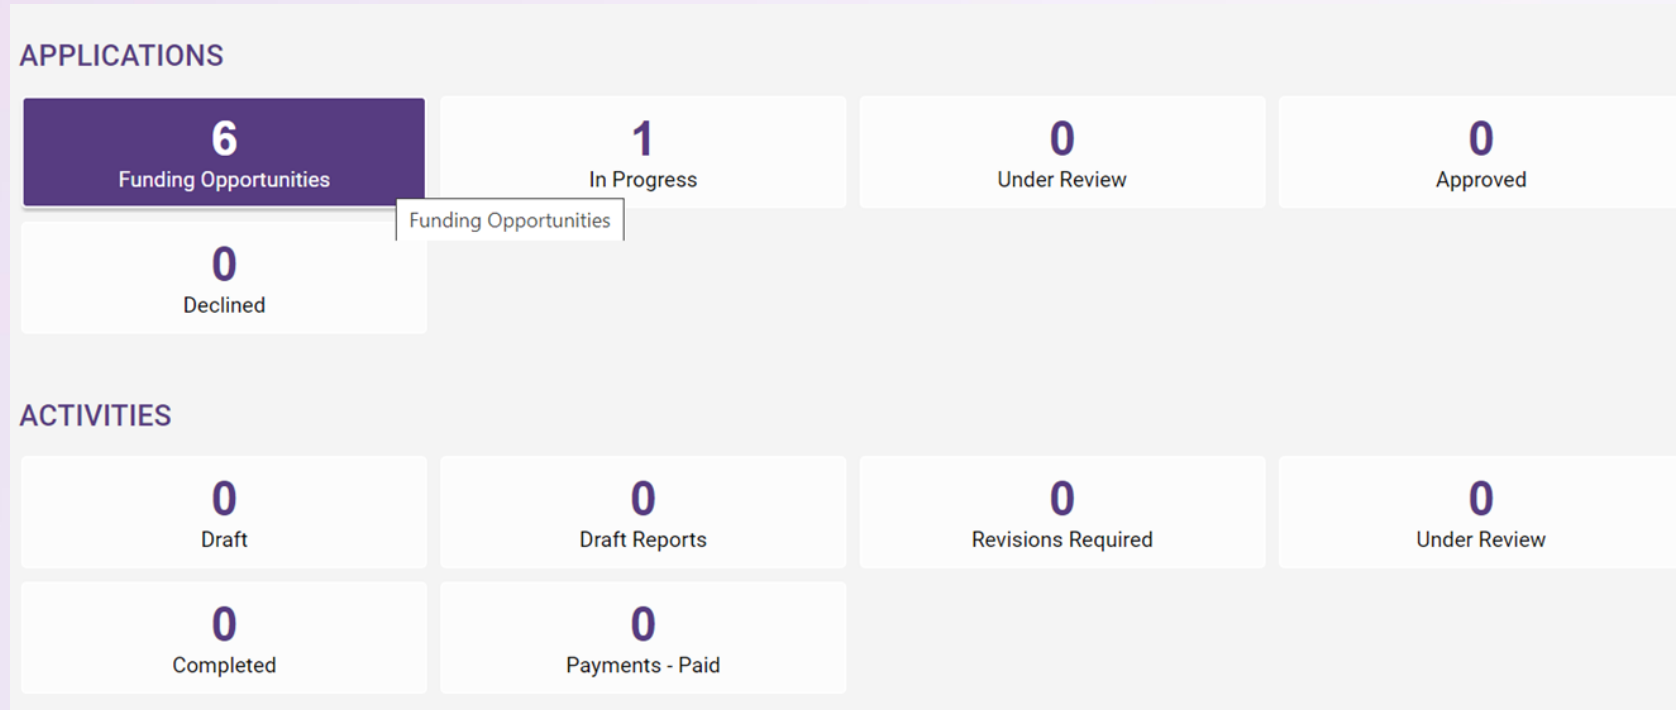 APPLICATIONS
6
Funding Opportunities
1
In Progress
0
Under Review
0
Approved
Funding Opportunities
0
Declined
ACTIVITIES
0
Draft
0
Draft Reports
0
Revisions Required
0
Under Review
0
Completed
0
Payments - Paid